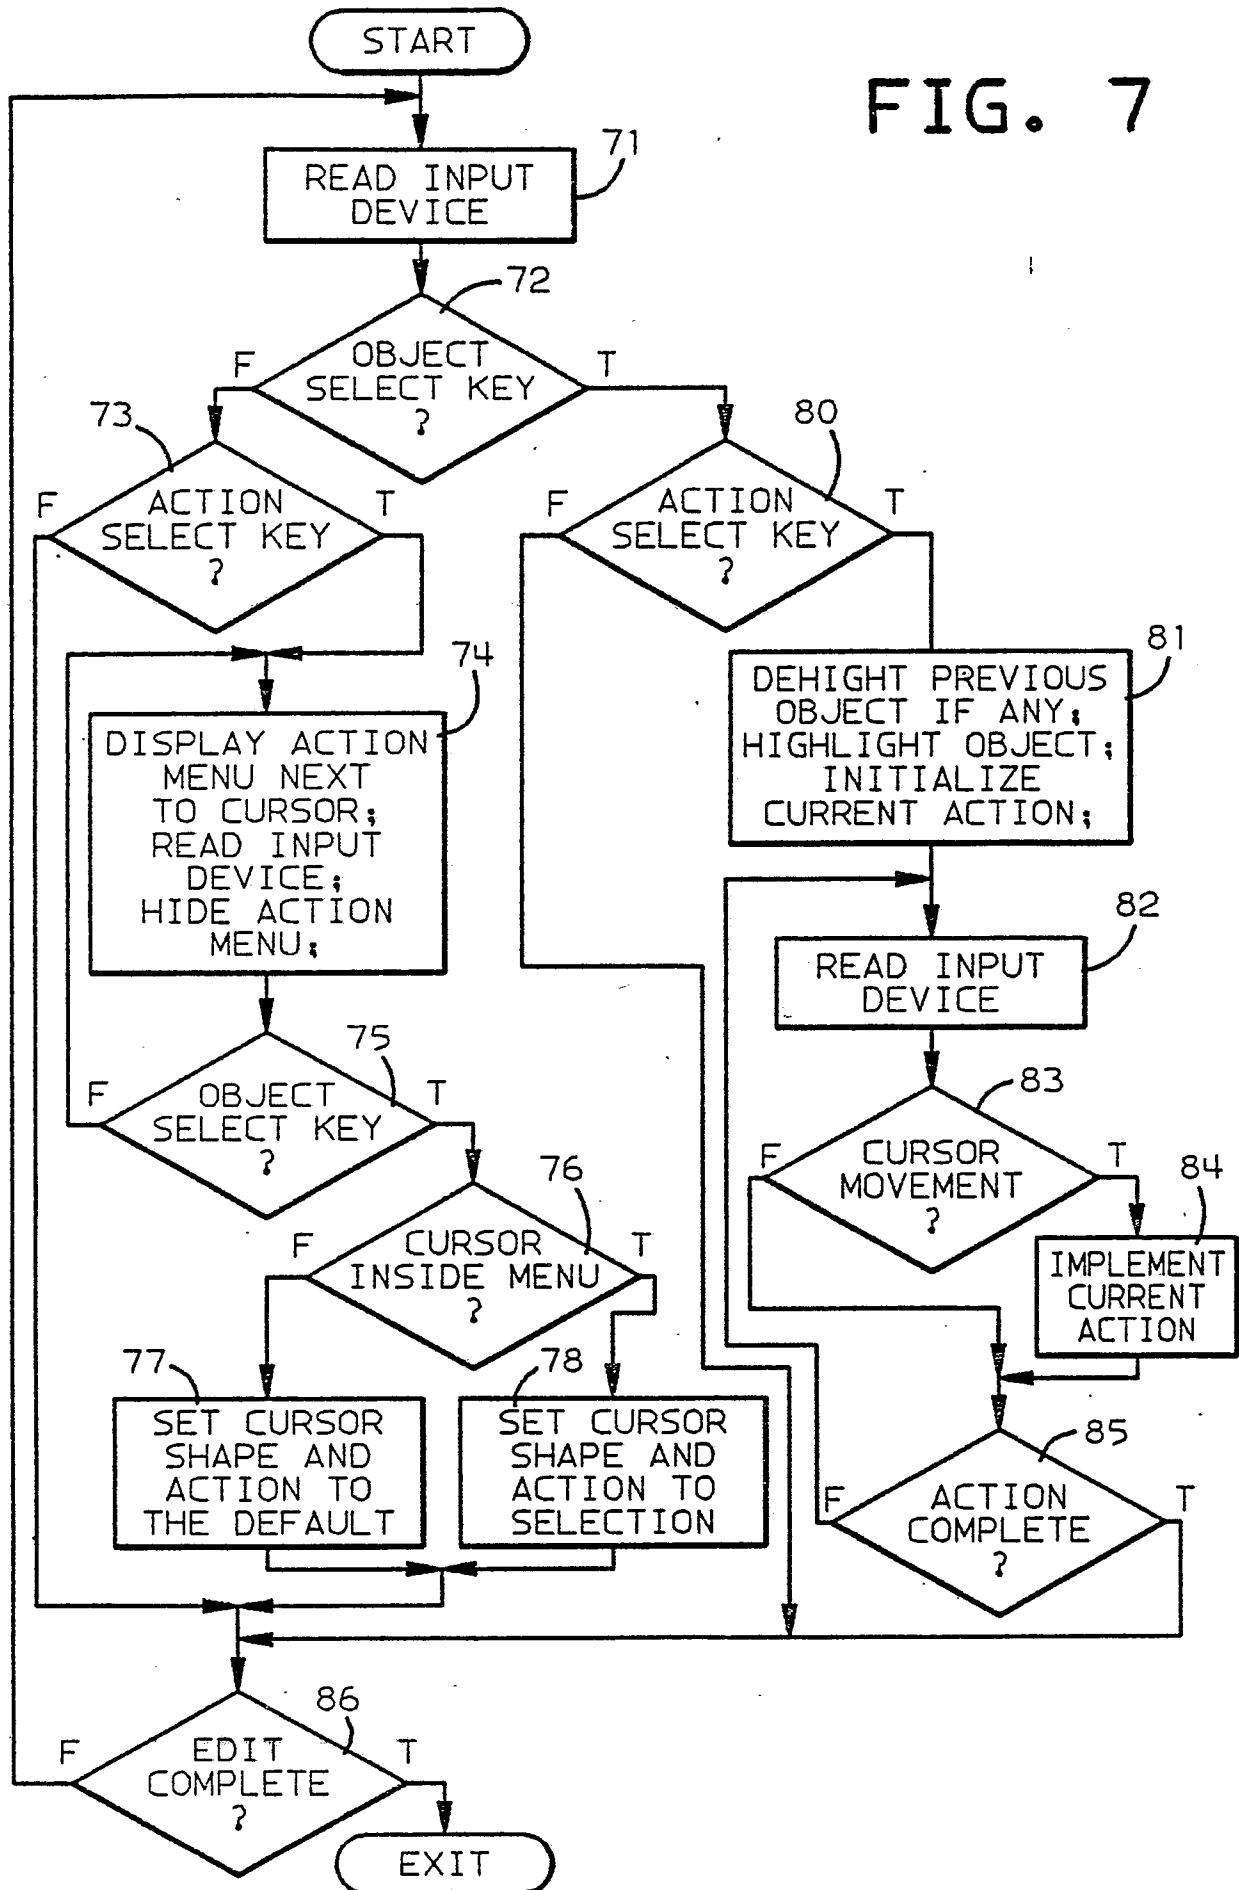 START
FIG. 7
71
READ INPUT
DEVICE
72
OBJECT
SELECT KEY
?
F
T
73
ACTION
SELECT KEY
?
F
T
80
ACTION
SELECT KEY
?
F
T
74
DISPLAY ACTION
MENU NEXT
TO CURSOR;
READ INPUT
DEVICE;
HIDE ACTION
MENU;
81
DEHIGHT PREVIOUS
OBJECT IF ANY;
HIGHLIGHT OBJECT;
INITIALIZE
CURRENT ACTION;
82
READ INPUT
DEVICE
75
OBJECT
SELECT KEY
?
F
T
83
CURSOR
MOVEMENT
?
F
T
84
IMPLEMENT
CURRENT
ACTION
76
CURSOR
INSIDE MENU
?
F
T
77
SET CURSOR
SHAPE AND
ACTION TO
THE DEFAULT
78
SET CURSOR
SHAPE AND
ACTION TO
SELECTION
85
ACTION
COMPLETE
?
F
T
86
EDIT
COMPLETE
?
F
T
EXIT